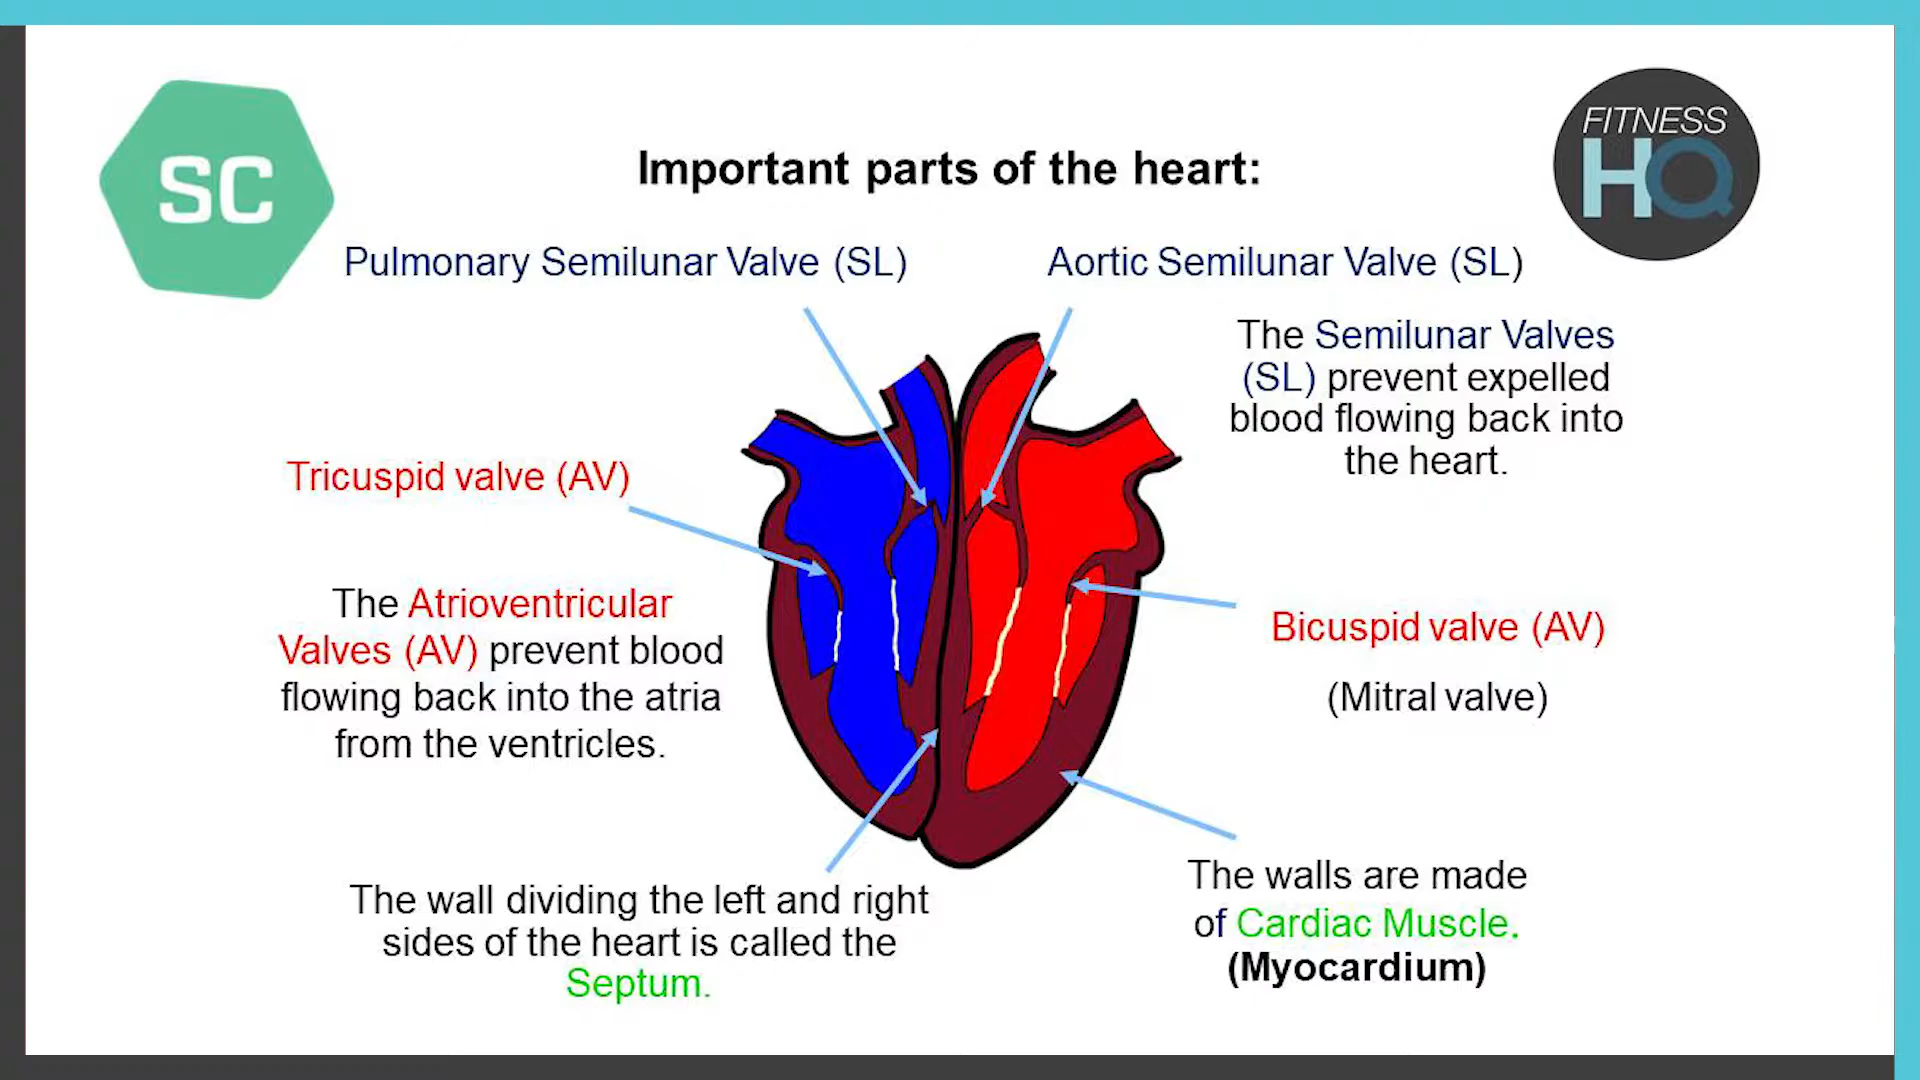 SC
FITNESS
HQ
Important parts of the heart:
Pulmonary Semilunar Valve (SL)
Aortic Semilunar Valve (SL)
The Semilunar Valves
(SL) prevent expelled
blood flowing back into
the heart.
Tricuspid valve (AV)
The Atrioventricular
Valves (AV) prevent blood
flowing back into the atria
from the ventricles.
Bicuspid valve (AV)
(Mitral valve)
The wall dividing the left and right
sides of the heart is called the
Septum.
The walls are made
of Cardiac Muscle.
(Myocardium)